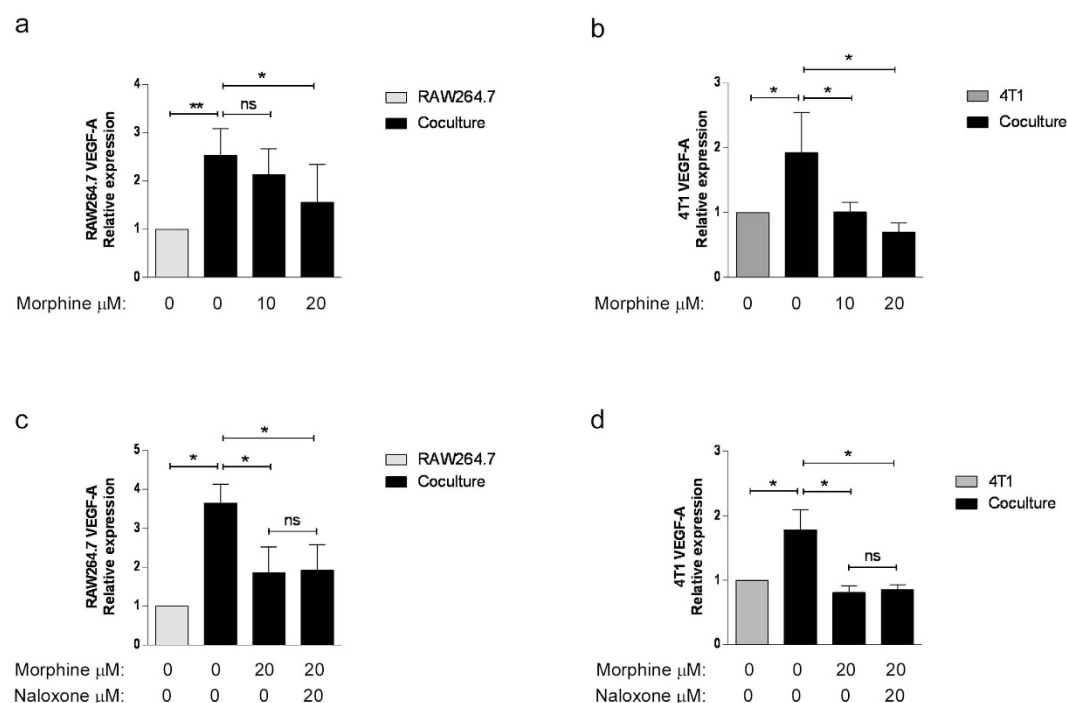 a
RAW264.7 VEGF-A
Relative expression
4
3
2
1
0
**
ns
*
RAW264.7
Coculture
Morphine μM: 0 0 10 20
b
4T1 VEGF-A
Relative expression
3
2
1
0
*
*
*
4T1
Coculture
0 0 10 20
Morphine μM:
c
RAW264.7 VEGF-A
Relative expression
5
4
3
2
1
0
*
*
*
ns
RAW264.7
Coculture
Morphine μM: 0 0 20 20
Naloxone μM: 0 0 0 20
d
4T1 VEGF-A
Relative expression
3
2
1
0
*
*
*
ns
4T1
Coculture
Morphine μM: 0 0 20 20
Naloxone μM: 0 0 0 20